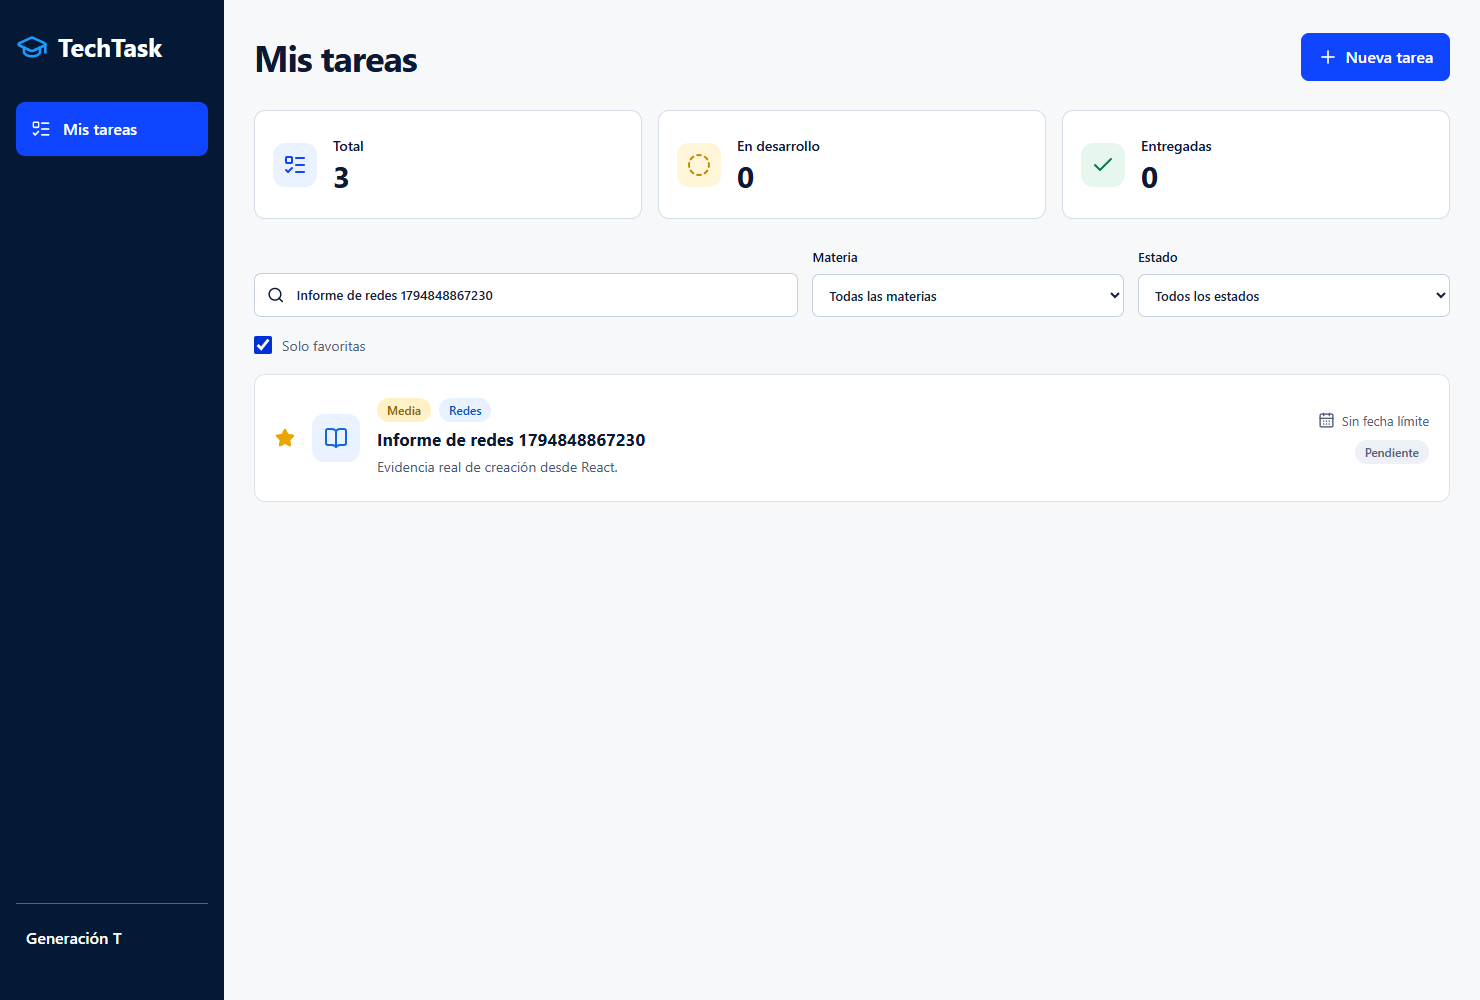 TechTask
Mis tareas
Generación T
Mis tareas
Nueva tarea
Total
3
En desarrollo
0
Entregadas
0
Informe de redes 1794848867230
Materia
Todas las materias
Estado
Todos los estados
Solo favoritas
Media Redes
Informe de redes 1794848867230
Evidencia real de creación desde React.
Sin fecha límite
Pendiente